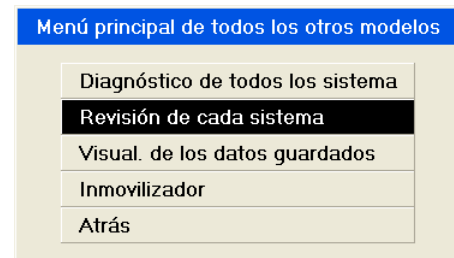 Menú principal de todos los otros modelos
Diagnóstico de todos los sistema
Revisión de cada sistema
Visual. de los datos guardados
Inmovilizador
Atrás